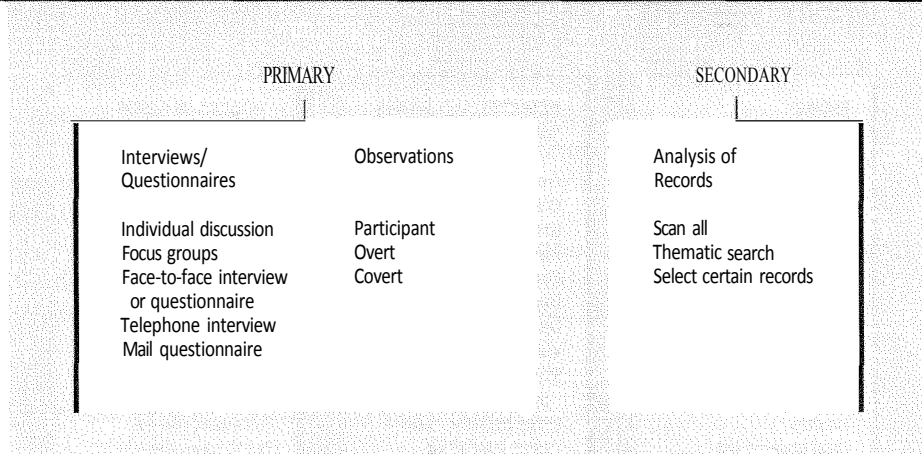 PRIMARY
Interviews/
Questionnaires
Individual discussion
Focus groups
Face-to-face interview
or questionnaire
Telephone interview
Mail questionnaire
Observations
Participant
Overt
Covert
SECONDARY
Analysis of
Records
Scan all
Thematic search
Select certain records